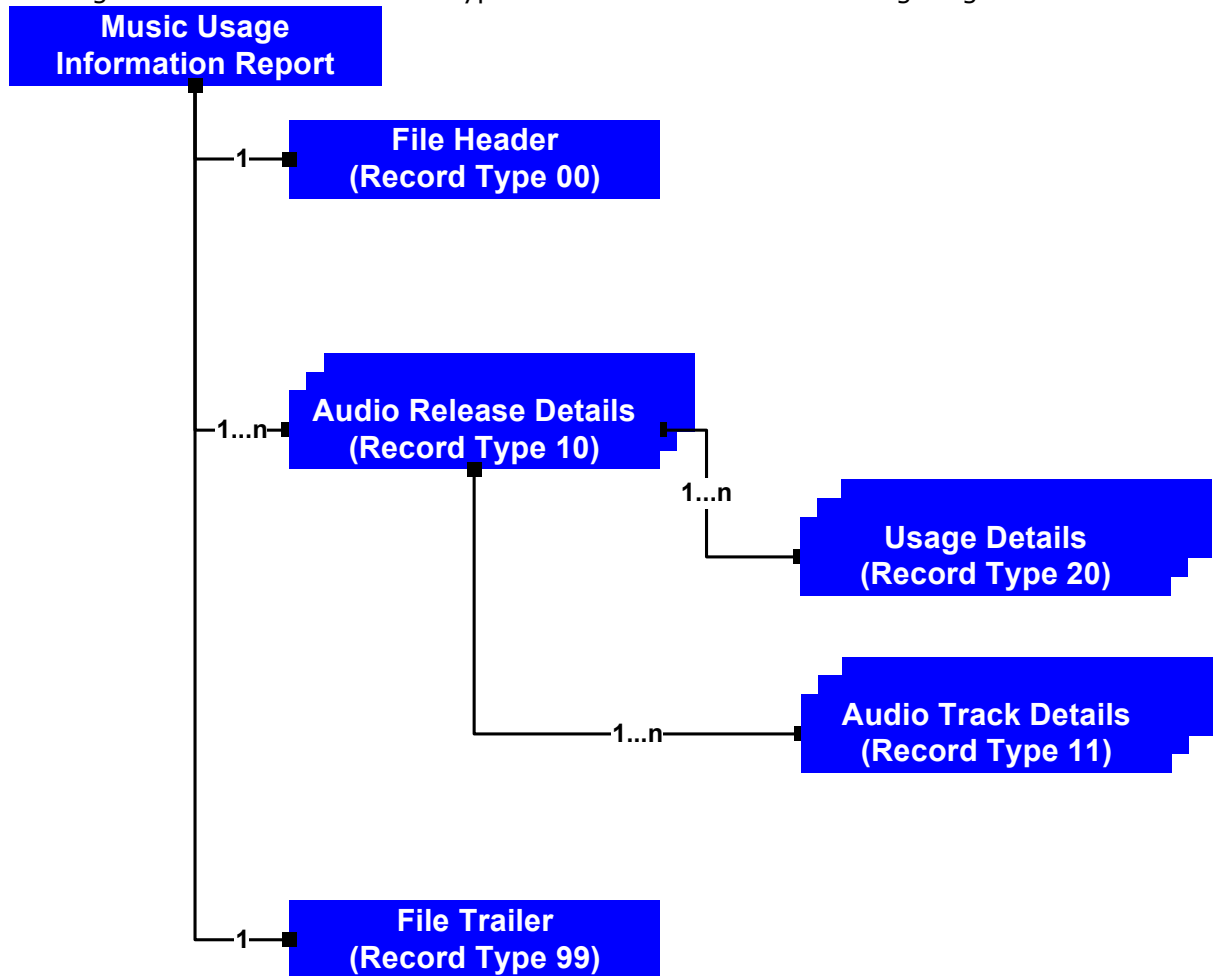 Music Usage
Information Report
File Header
(Record Type 00)
1
Audio Release Details
(Record Type 10)
1...n
1...n
Usage Details
(Record Type 20)
Audio Track Details
(Record Type 11)
1...n
File Trailer
(Record Type 99)
1